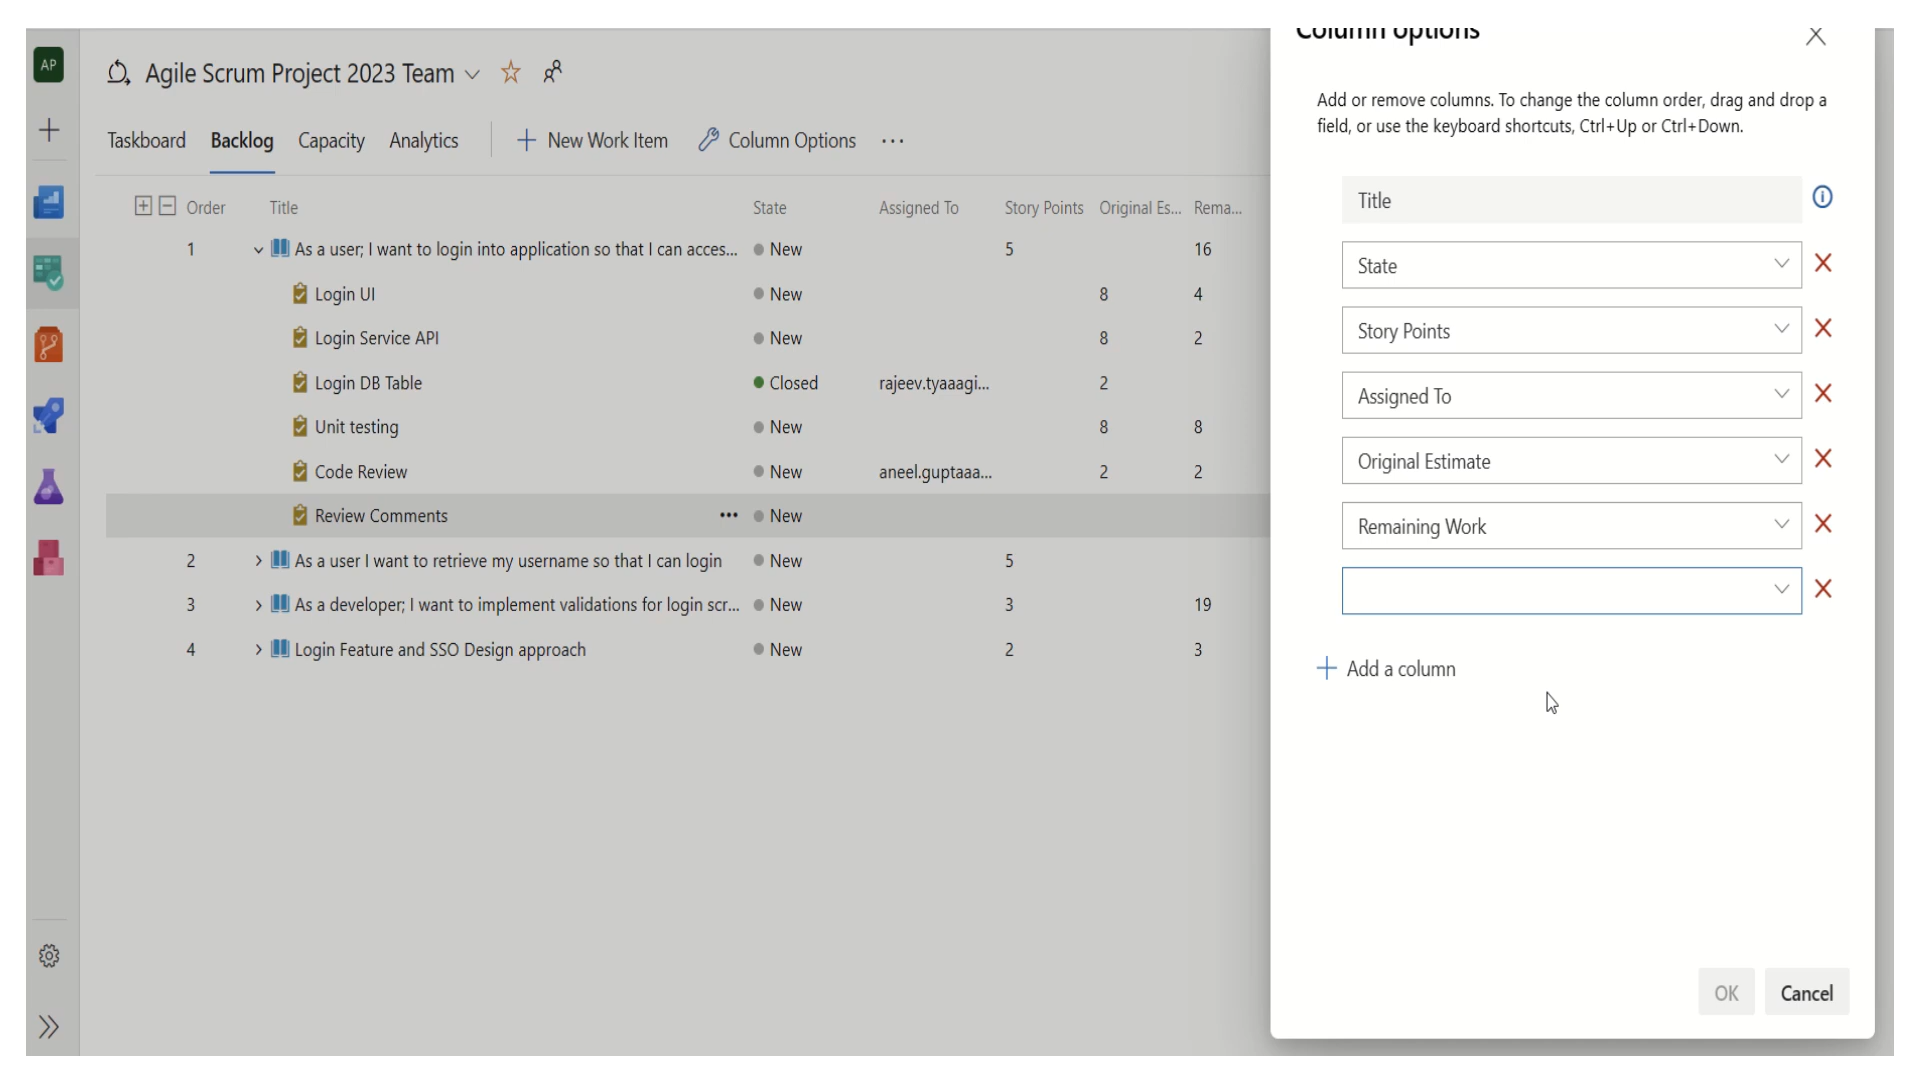 AP
Agile Scrum Project 2023 Team
Taskboard Backlog Capacity Analytics New Work Item Column Options ...
Order Title State Assigned To Story Points Original Es... Rema...
1 As a user; I want to login into application so that I can acces... New 5 16
Login UI New 8 4
Login Service API New 8 2
Login DB Table Closed rajeev.tyaaagi... 2
Unit testing New 8 8
Code Review New aneel.guptaaa... 2 2
Review Comments ... New
2 As a user I want to retrieve my username so that I can login New 5
3 As a developer; I want to implement validations for login scr... New 3 19
4 Login Feature and SSO Design approach New 2 3
Column options
Add or remove columns. To change the column order, drag and drop a
field, or use the keyboard shortcuts, Ctrl+Up or Ctrl+Down.
Title
State
Story Points
Assigned To
Original Estimate
Remaining Work
Add a column
OK Cancel